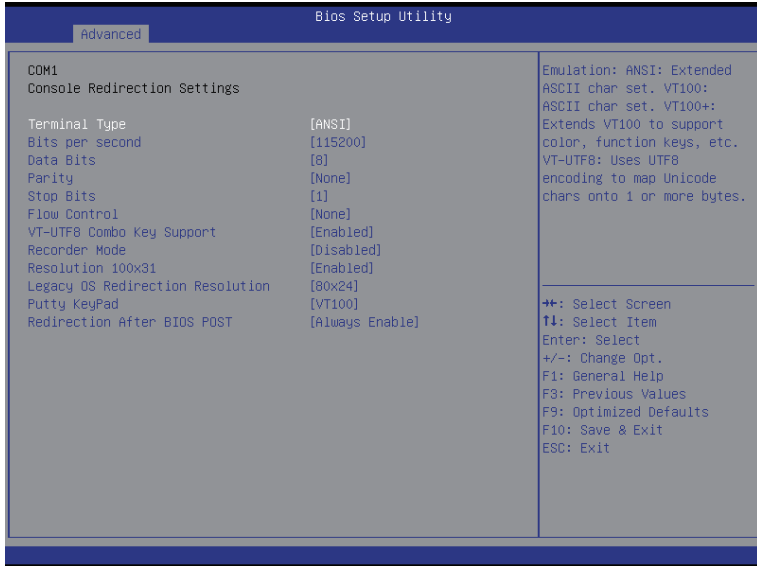 Bios Setup Utility
Advanced
COM1
Console Redirection Settings
Terminal Type [ANSI]
Bits per second [115200]
Data Bits [8]
Parity [None]
Stop Bits [1]
Flow Control [None]
VT-UTF8 Combo Key Support [Enabled]
Recorder Mode [Disabled]
Resolution 100x31 [Enabled]
Legacy OS Redirection Resolution [80x24]
Putty KeyPad [VT100]
Redirection After BIOS POST [Always Enable]
Emulation: ANSI: Extended
ASCII char set. VT100:
ASCII char set. VT100+:
Extends VT100 to support
color, function keys, etc.
VT-UTF8: Uses UTF8
encoding to map Unicode
chars onto 1 or more bytes.
→←: Select Screen
↑↓: Select Item
Enter: Select
+/-: Change Opt.
F1: General Help
F3: Previous Values
F9: Optimized Defaults
F10: Save & Exit
ESC: Exit